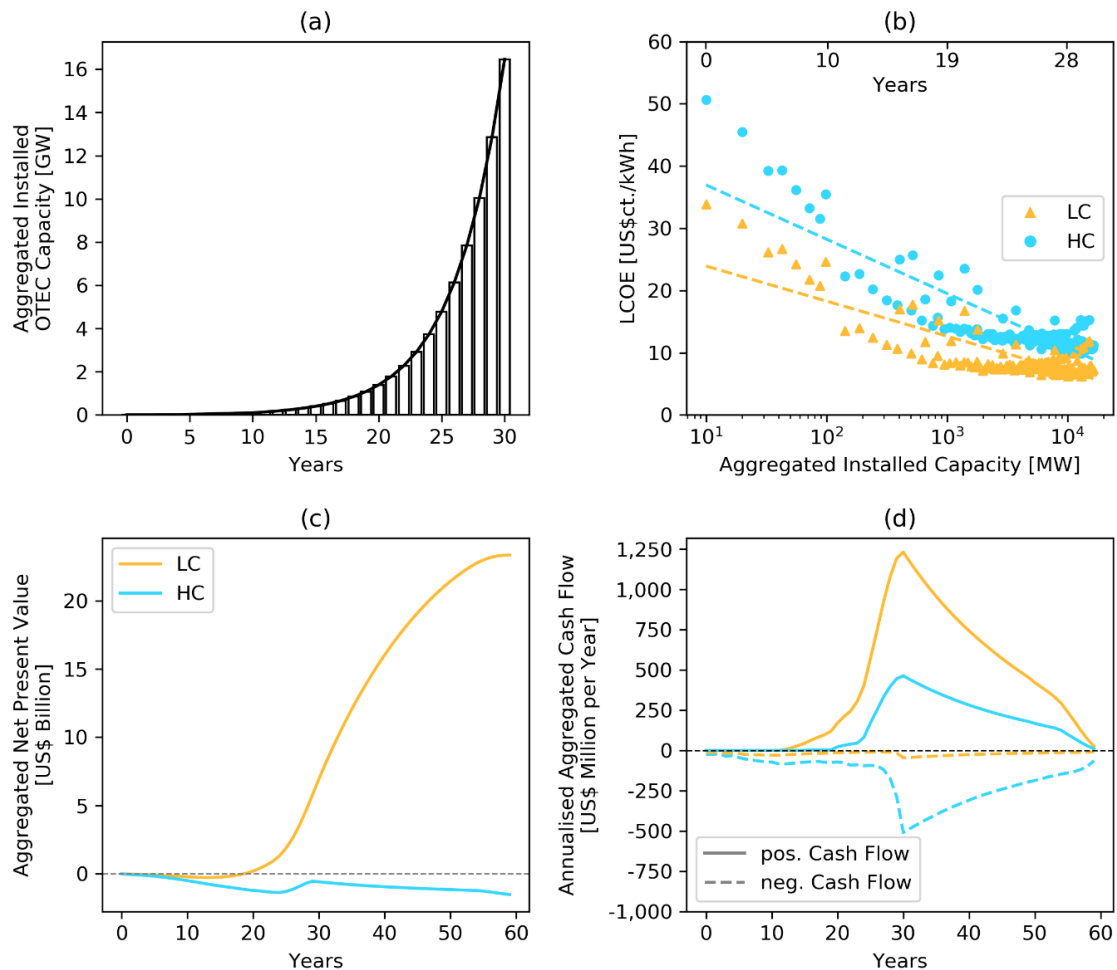 (a)
Aggregated Installed
OTEC Capacity [GW]
16
14
12
10
8
6
4
2
0
0 5 10 15 20 25 30
Years
(b)
LCOE [US$ct./kWh]
60
50
40
30
20
10
0
0 10 19 28
Years
LC
HC
10¹ 10² 10³ 10⁴
Aggregated Installed Capacity [MW]
(c)
Aggregated Net Present Value
[US$ Billion]
20
15
10
5
0
LC
HC
0 10 20 30 40 50 60
Years
(d)
Annualised Aggregated Cash Flow
[US$ Million per Year]
1,250
1,000
750
500
250
0
-250
-500
-750
-1,000
pos. Cash Flow
neg. Cash Flow
0 10 20 30 40 50 60
Years